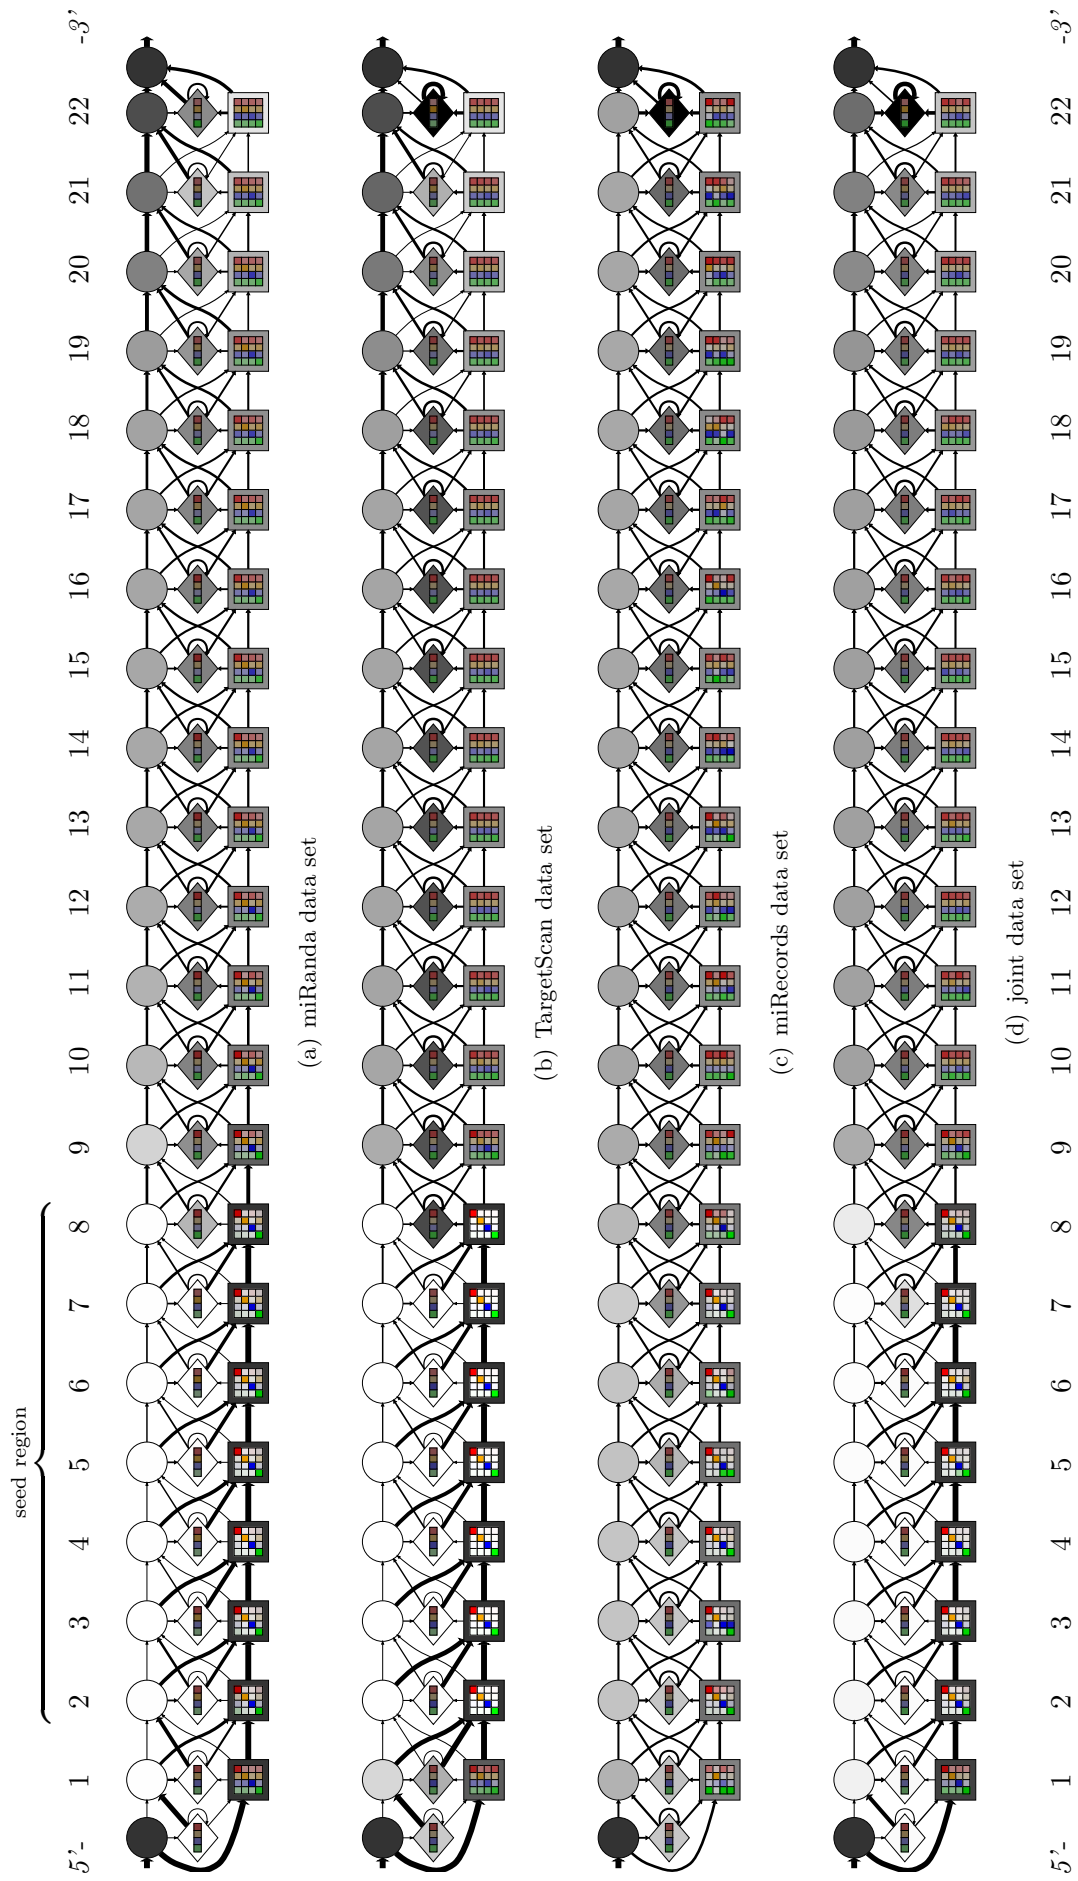 seed region
5'- 1 2 3 4 5 6 7 8 9 10 11 12 13 14 15 16 17 18 19 20 21 22 -3'
(a) miRanda data set
(b) TargetScan data set
(c) miRecords data set
(d) joint data set
5'- 1 2 3 4 5 6 7 8 9 10 11 12 13 14 15 16 17 18 19 20 21 22 -3'